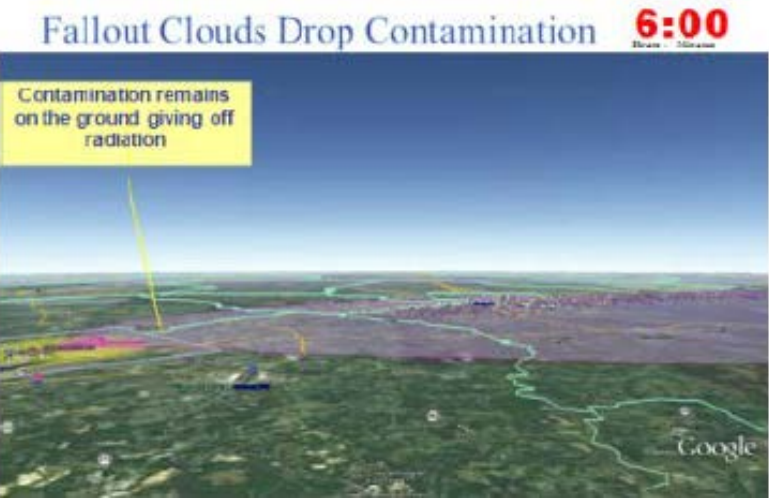 Fallout Clouds Drop Contamination
6:00
Contamination remains
on the ground giving off
radiation
Google